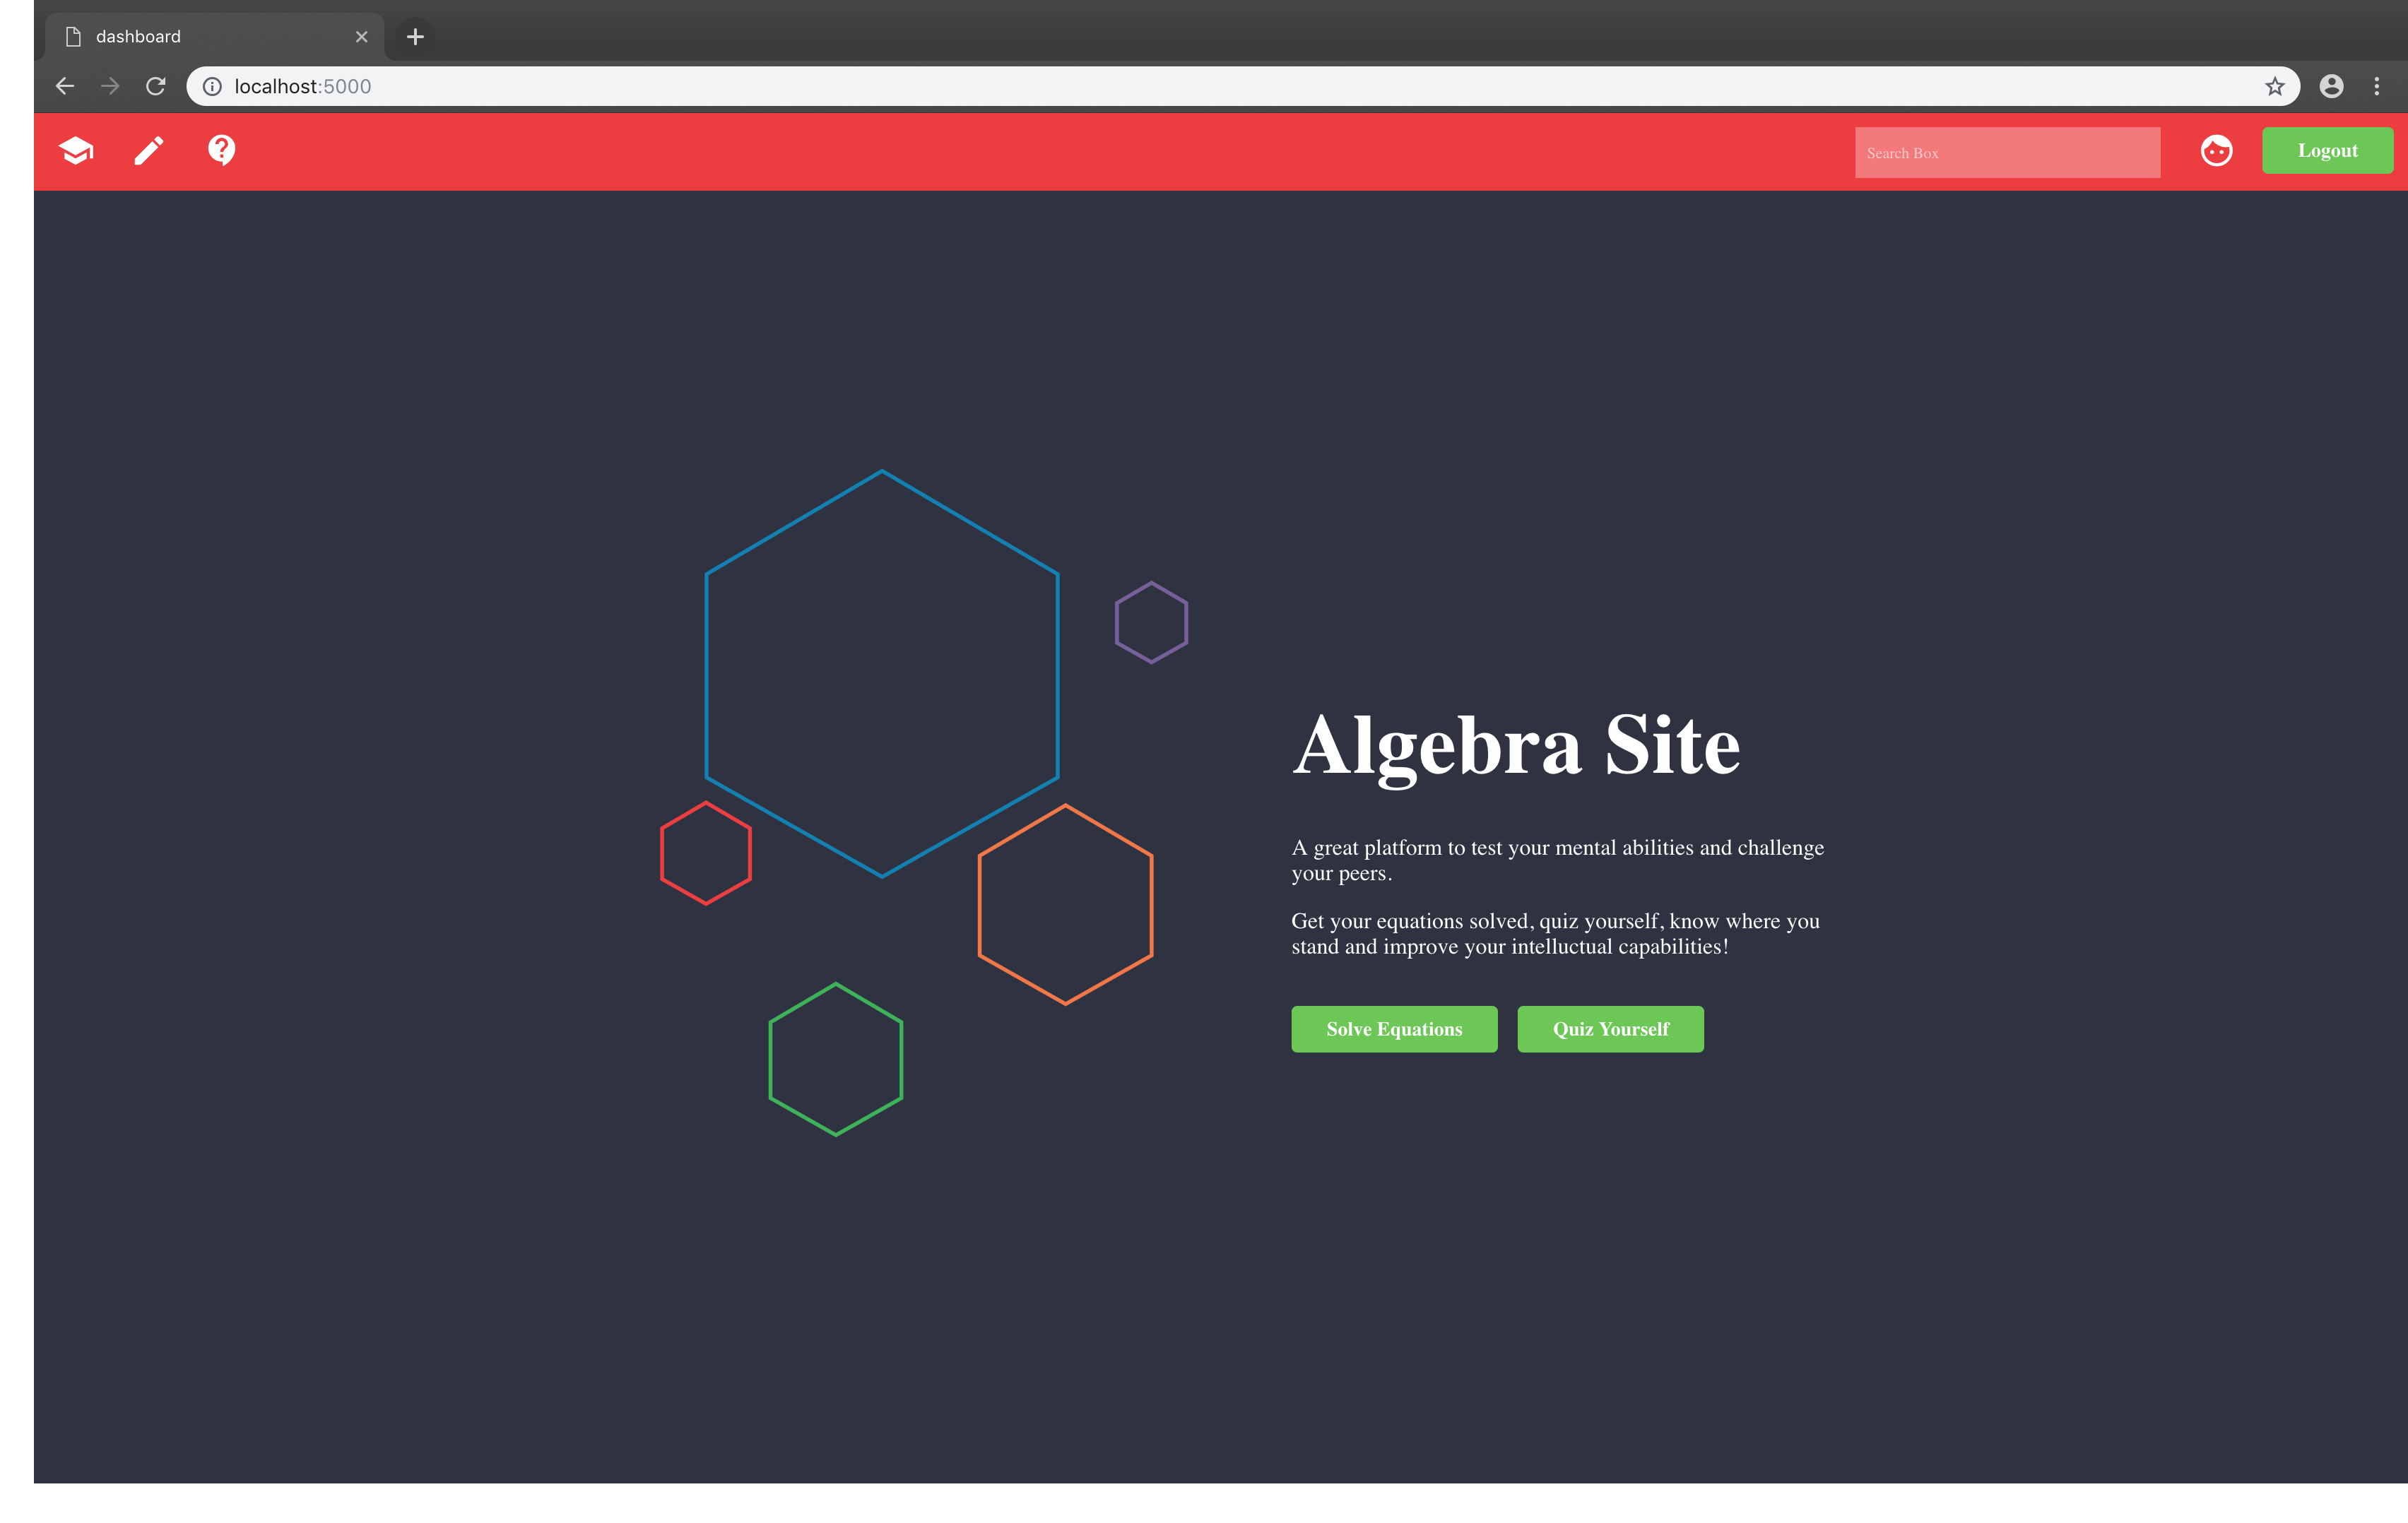 dashboard
localhost:5000
Search Box
Logout
Algebra Site
A great platform to test your mental abilities and challenge
your peers.
Get your equations solved, quiz yourself, know where you
stand and improve your intelluctual capabilities!
Solve Equations
Quiz Yourself